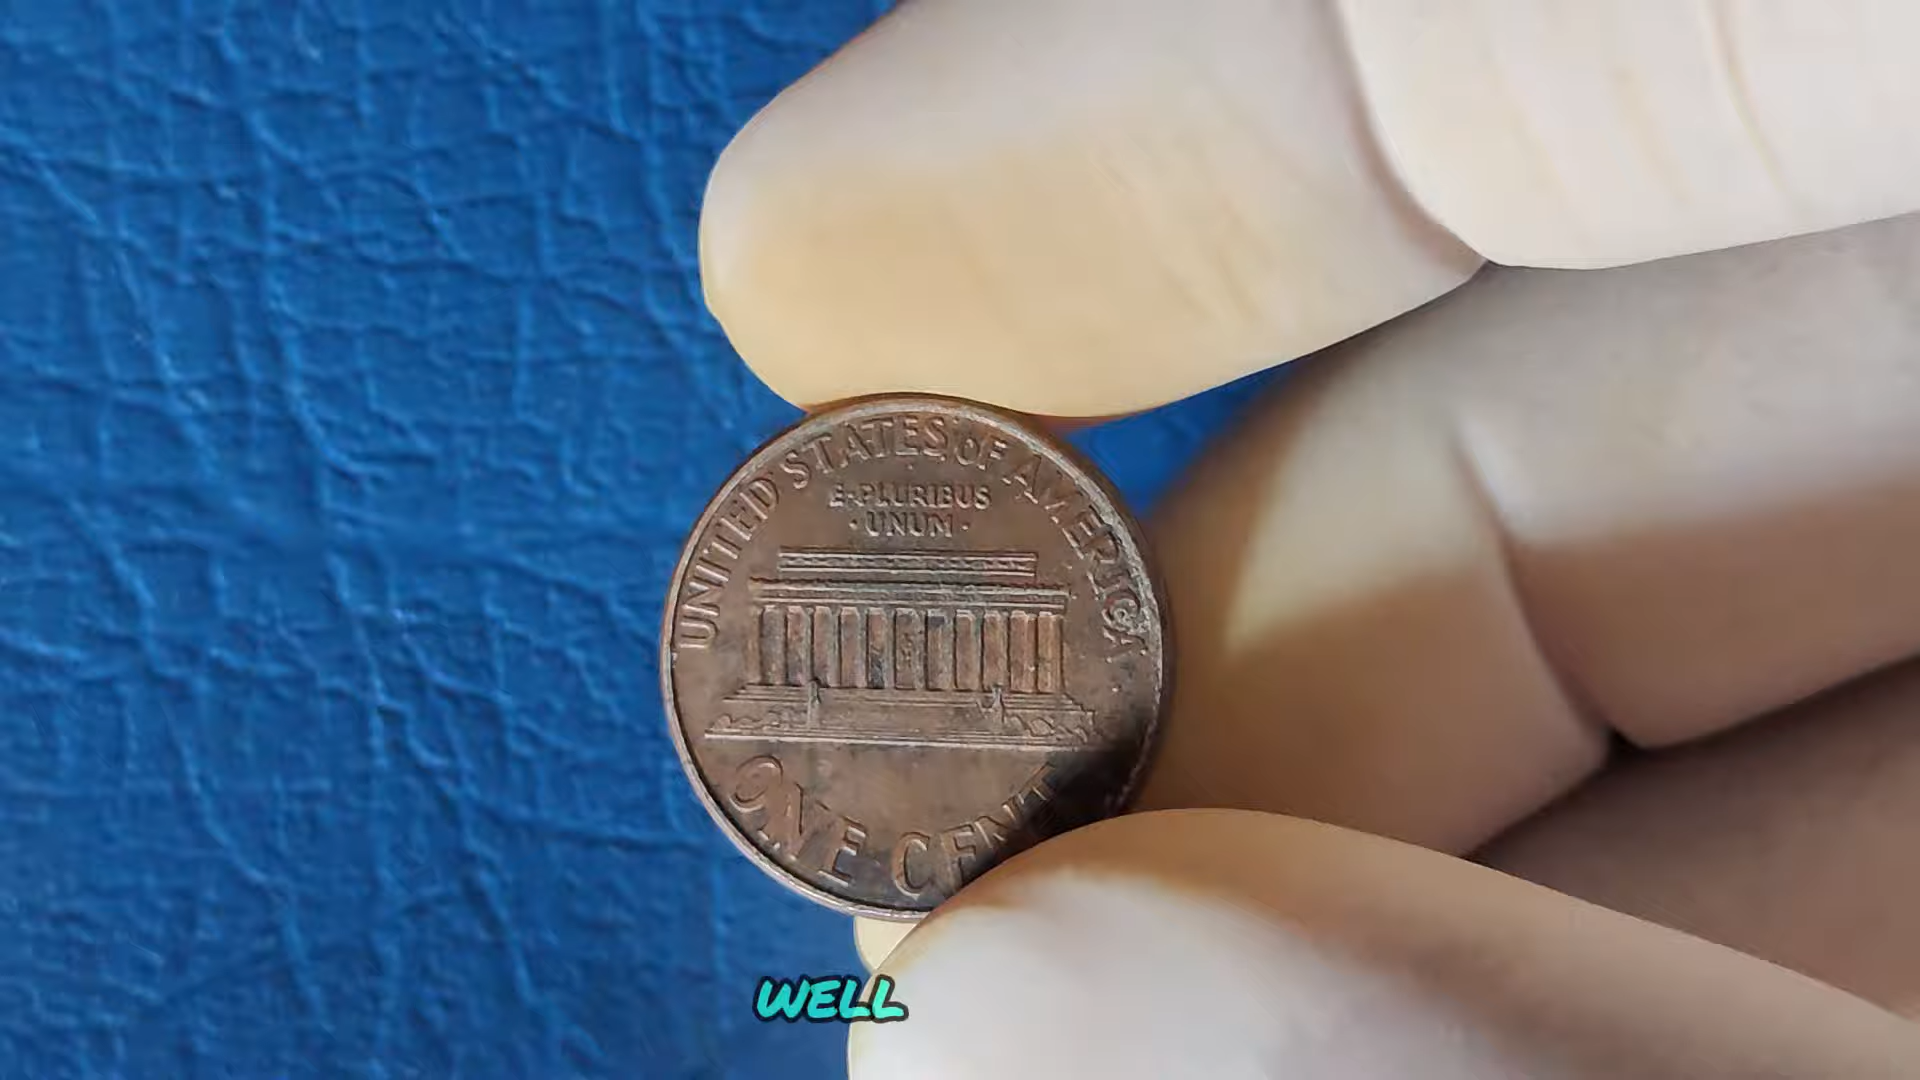 UNITED STATES OF AMERICA
E·PLURIBUS
·UNUM·
ONE CENT
WELL